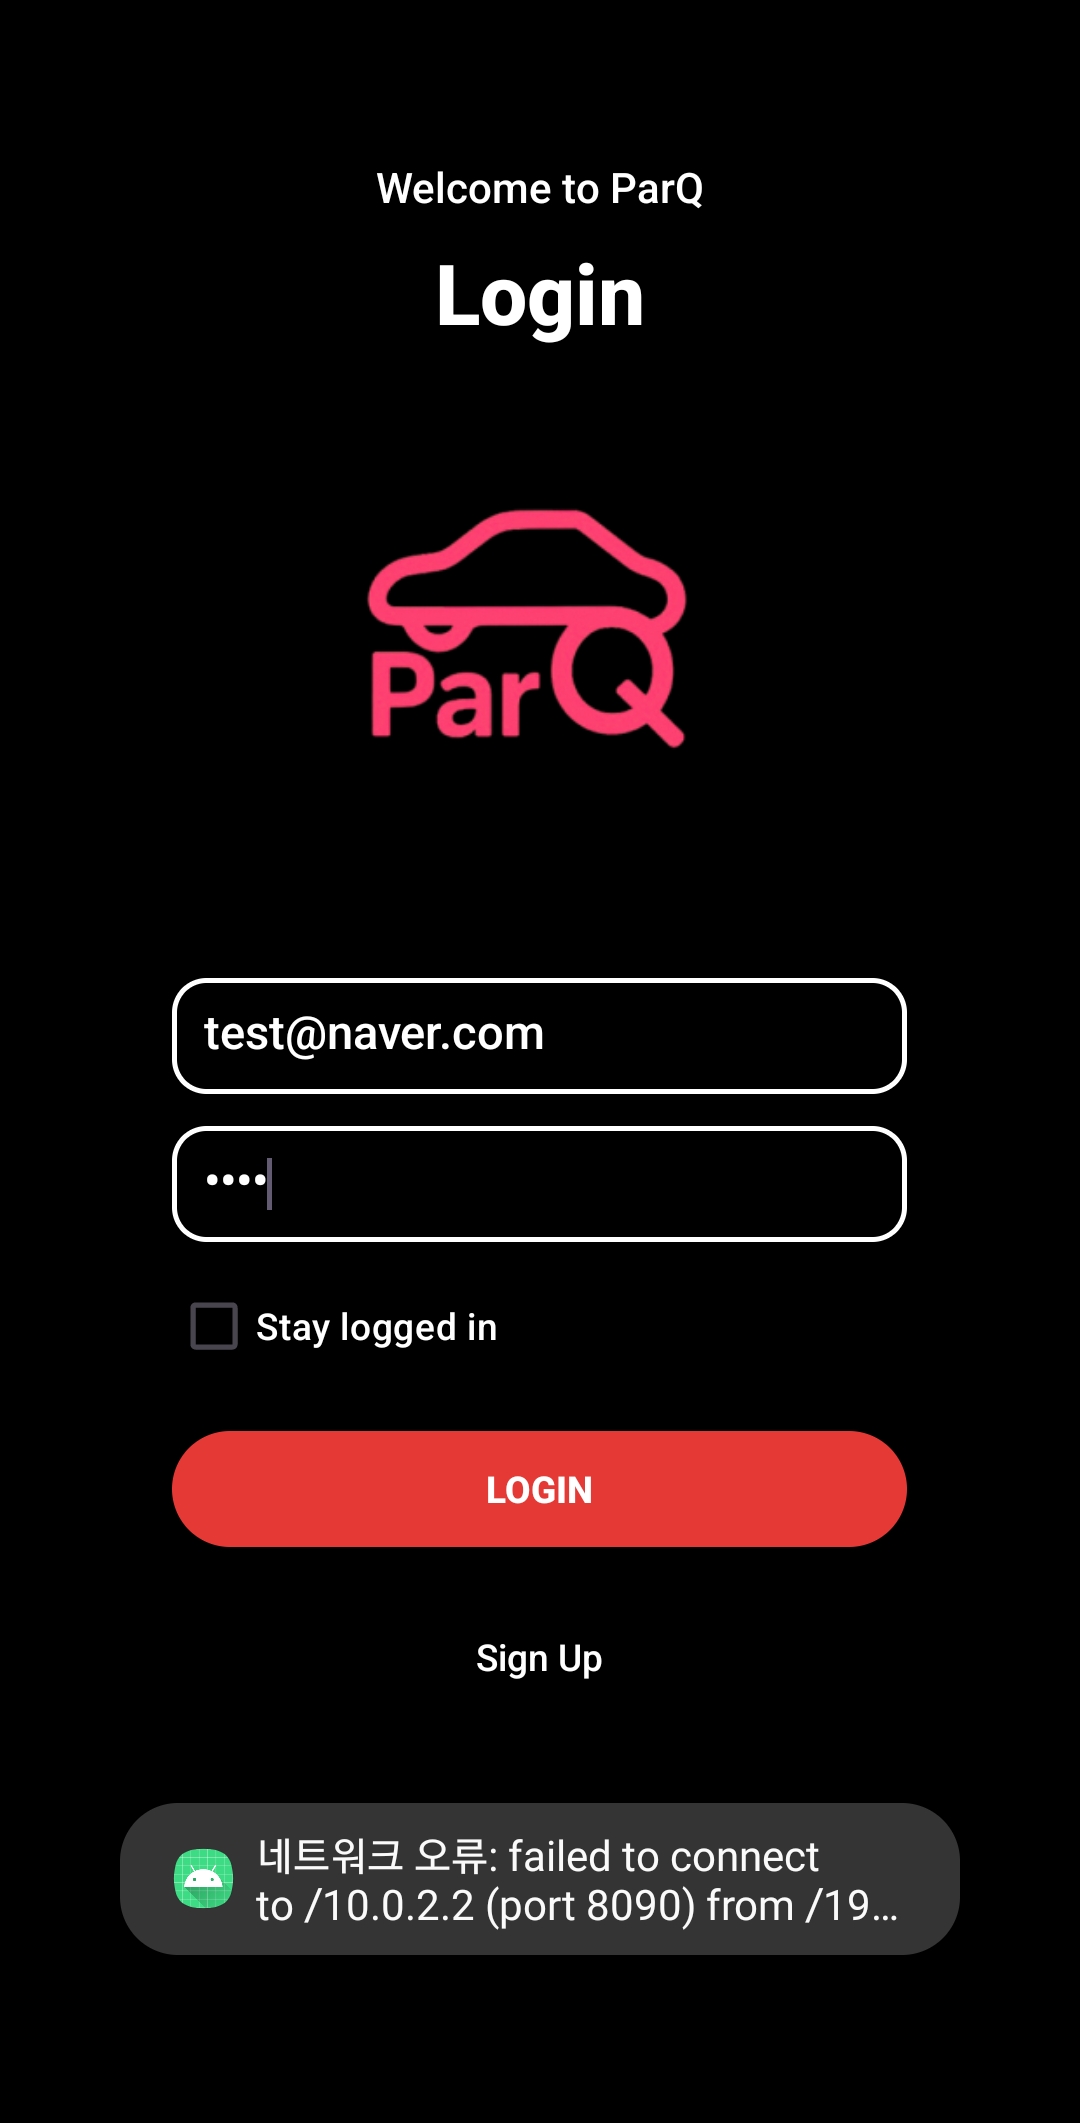 Welcome to ParQ
Login
ParQ
test@naver.com
••••
Stay logged in
LOGIN
Sign Up
네트워크 오류: failed to connect
to /10.0.2.2 (port 8090) from /19...